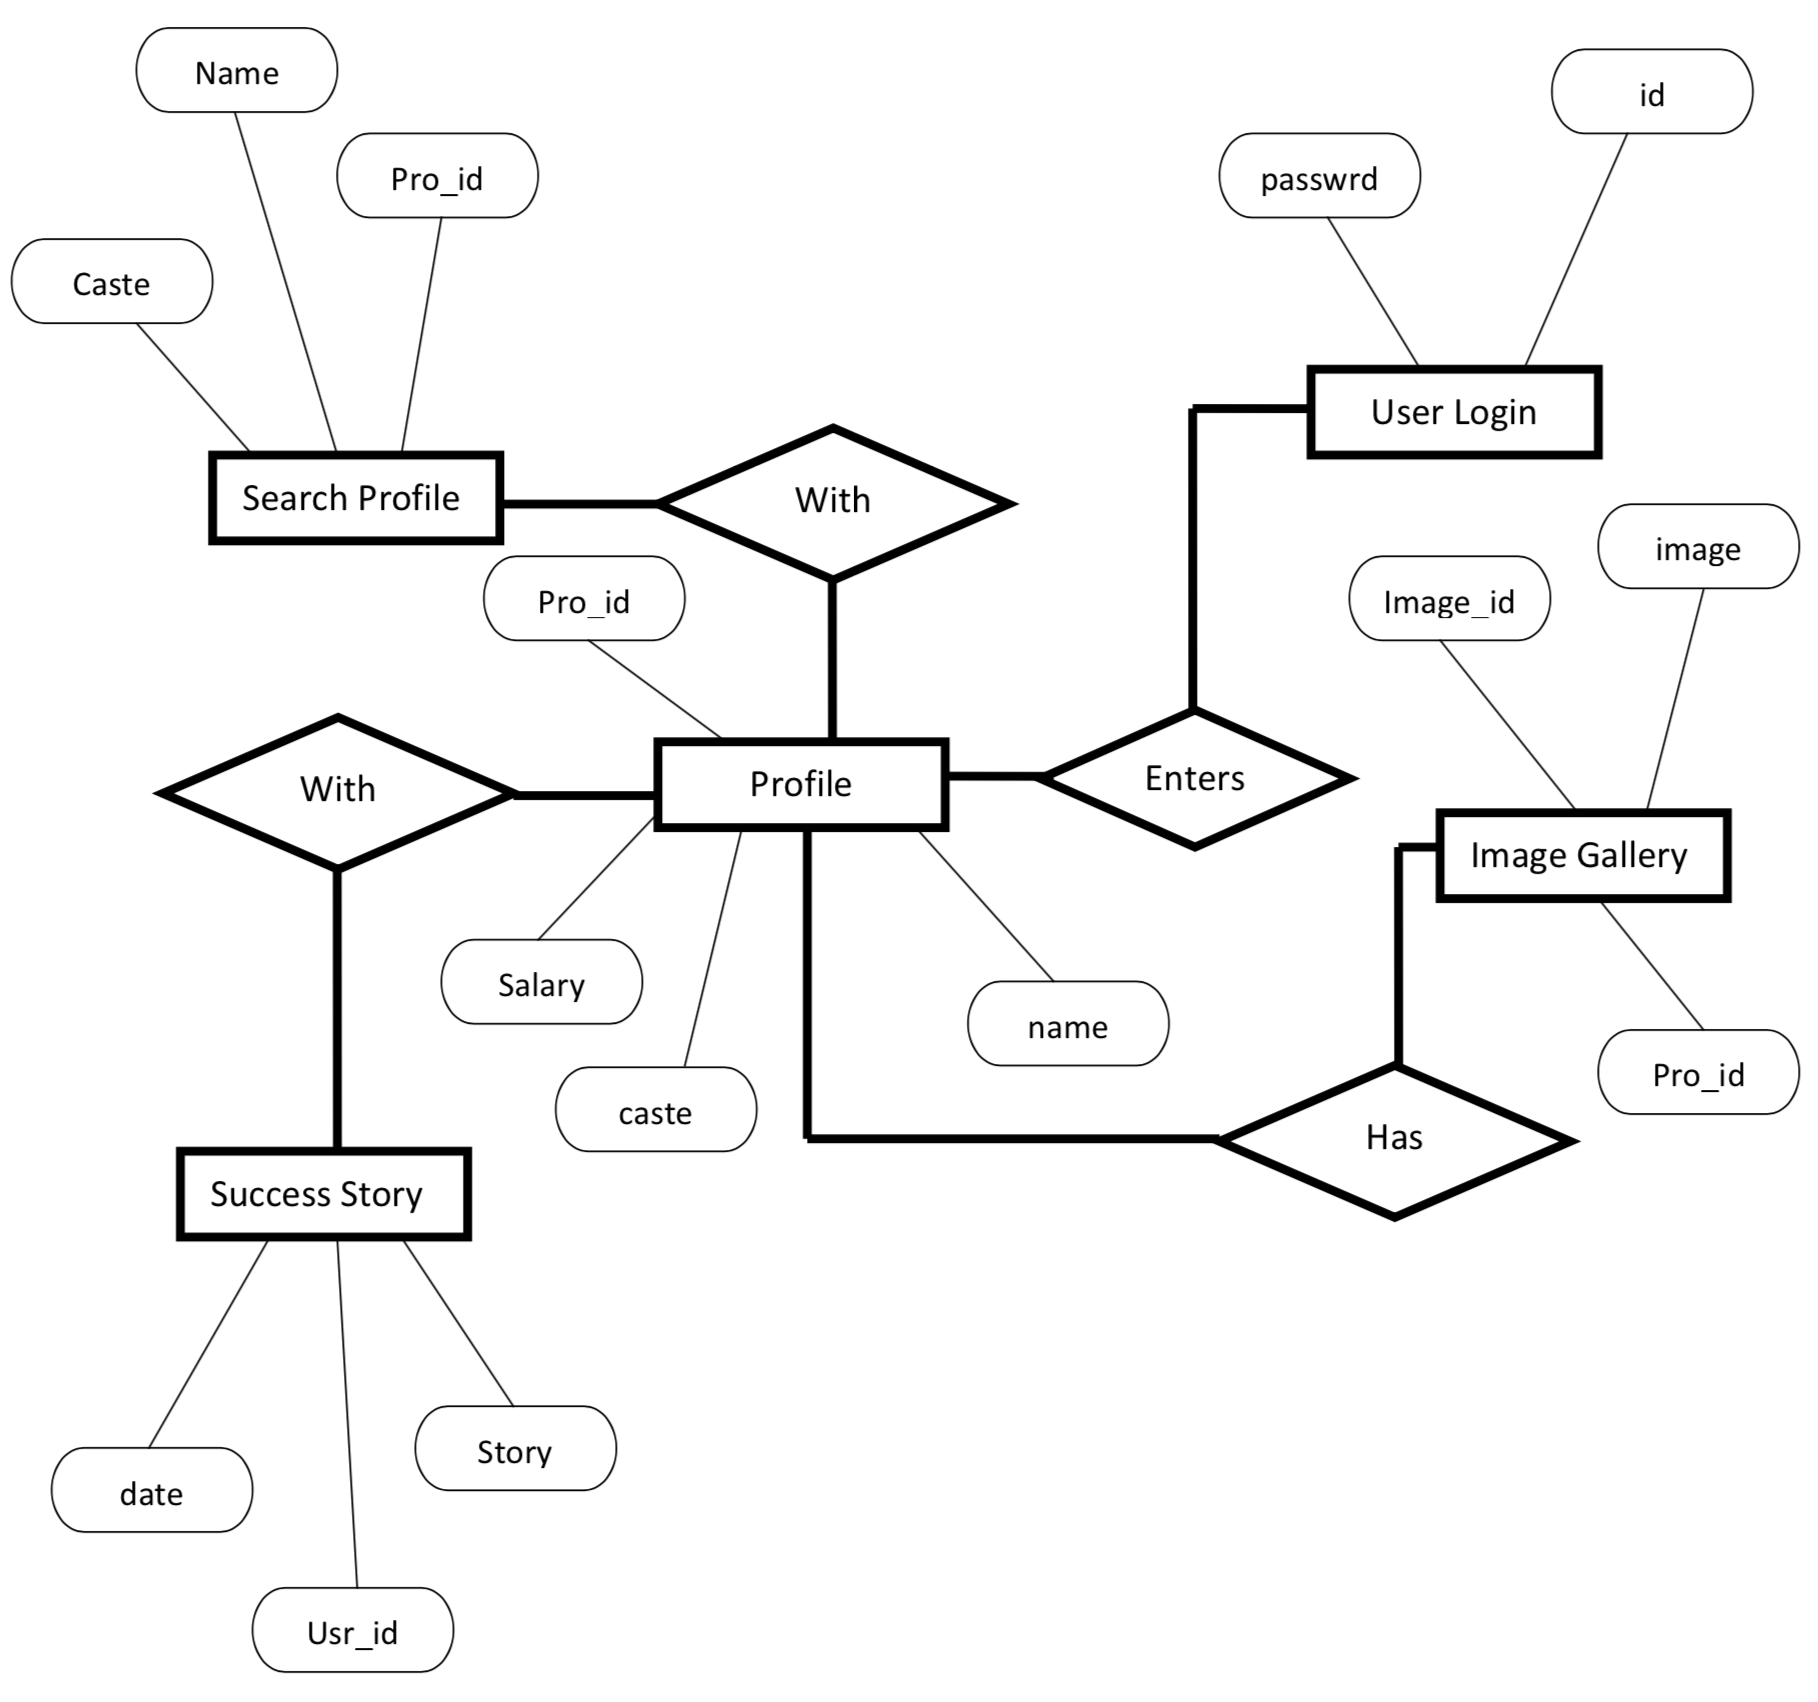 Name
id
Pro_id
passwrd
Caste
User Login
Search Profile
With
image
Pro_id
Image_id
With
Profile
Enters
Image Gallery
Salary
name
Pro_id
caste
Has
Success Story
Story
date
Usr_id